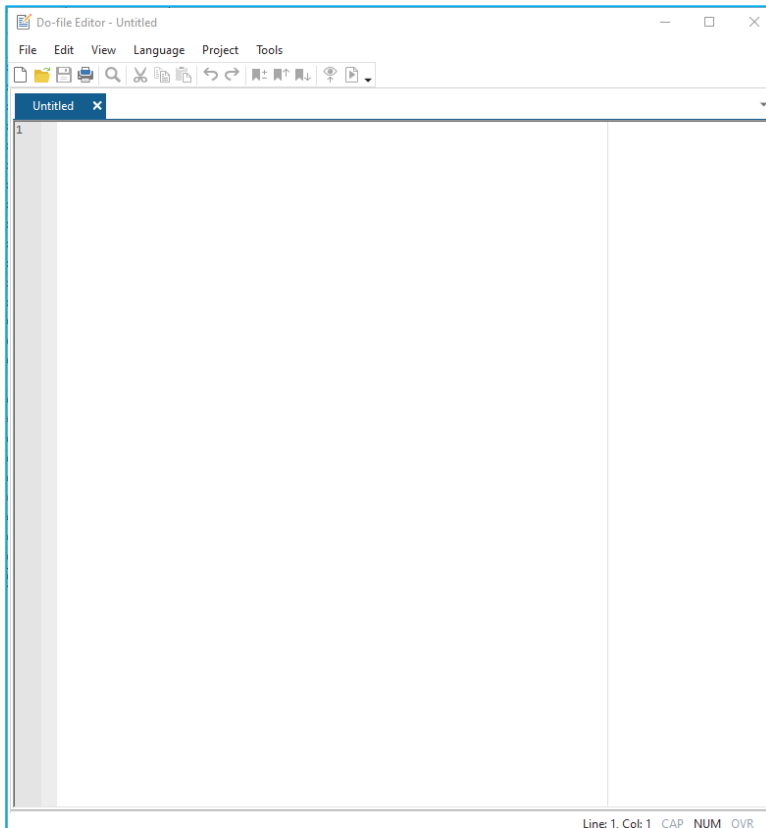 Do-file Editor - Untitled
File Edit View Language Project Tools
Untitled
1
Line: 1, Col: 1 CAP NUM OVR